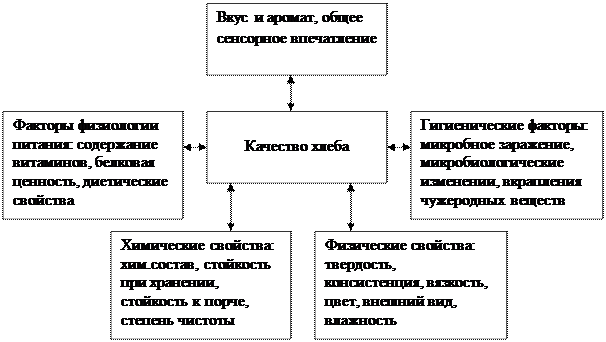 Вкус и аромат, общее
сенсорное впечатление
Факторы физиологии
питания: содержание
витаминов, белковая
ценность, диетические
свойства
Качество хлеба
Гигиенические факторы:
микробное заражение,
микробиологические
изменении, вкрапления
чужеродных веществ
Химические свойства:
хим.состав, стойкость
при хранении,
стойкость к порче,
степень чистоты
Физические свойства:
твердость,
консистенция, вязкость,
цвет, внешний вид,
влажность